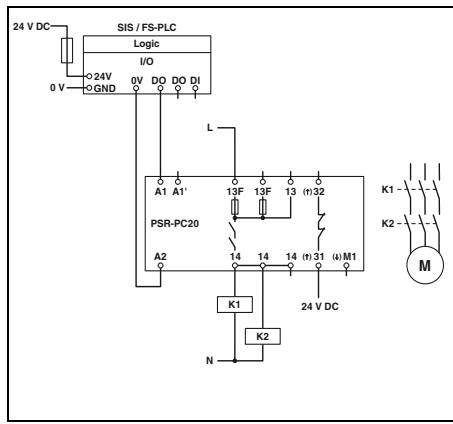 24 V DC
SIS / FS-PLC
Logic
I/O
24V
0V DO DO DI
0 V
GND
L
A1 A1' 13F 13F 13 (↑) 32
PSR-PC20
A2 14 14 14 (↑) 31 (↓) M1
K1
K2
M
K1
24 V DC
K2
N